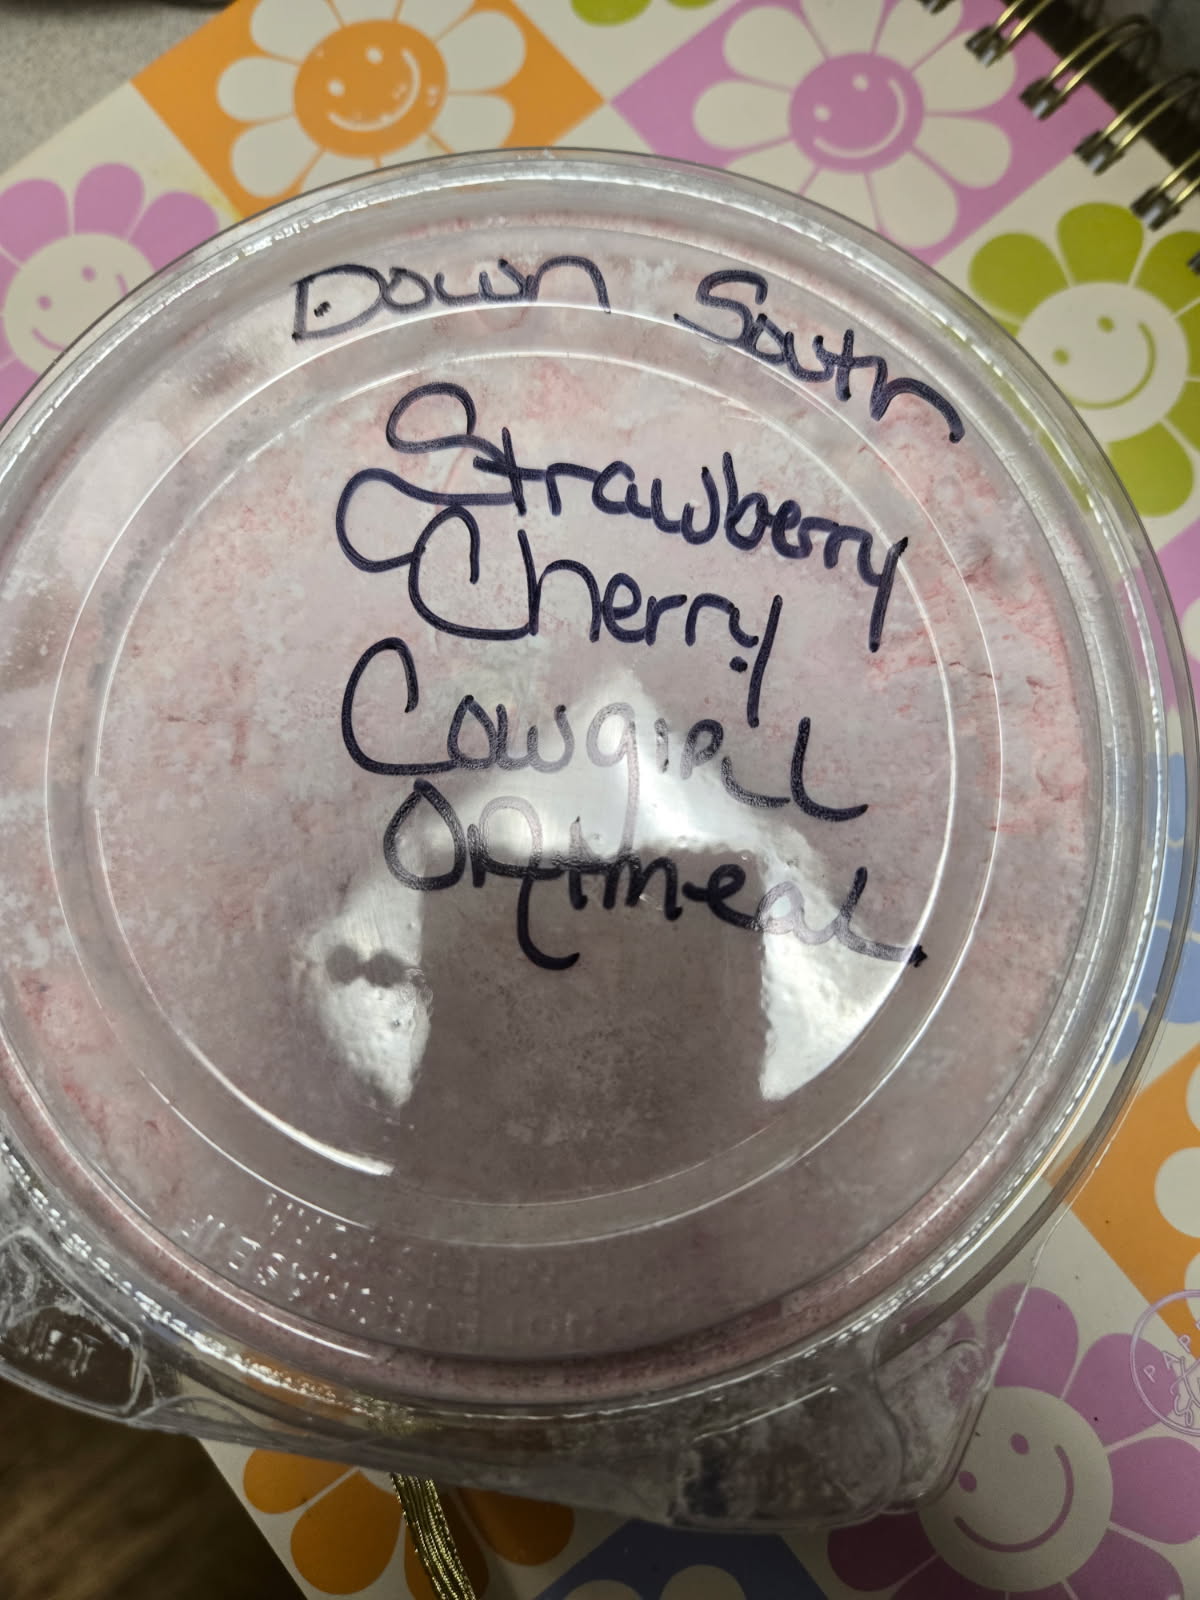 Down South
Strawberry
Cherry
Cowgirl
Oatmeal